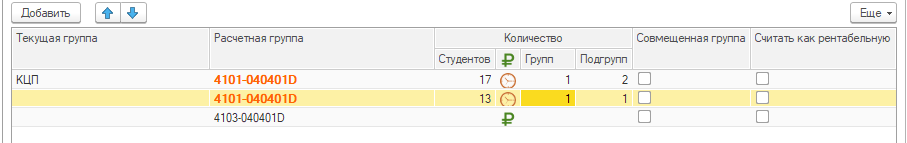 Добавить Еще
Текущая группа Расчетная группа Количество Совмещенная группа Считать как рентабельную
Студентов ₽ Групп Подгрупп
КЦП 4101-040401D 17 1 2
4101-040401D 13 1 1
4103-040401D ₽